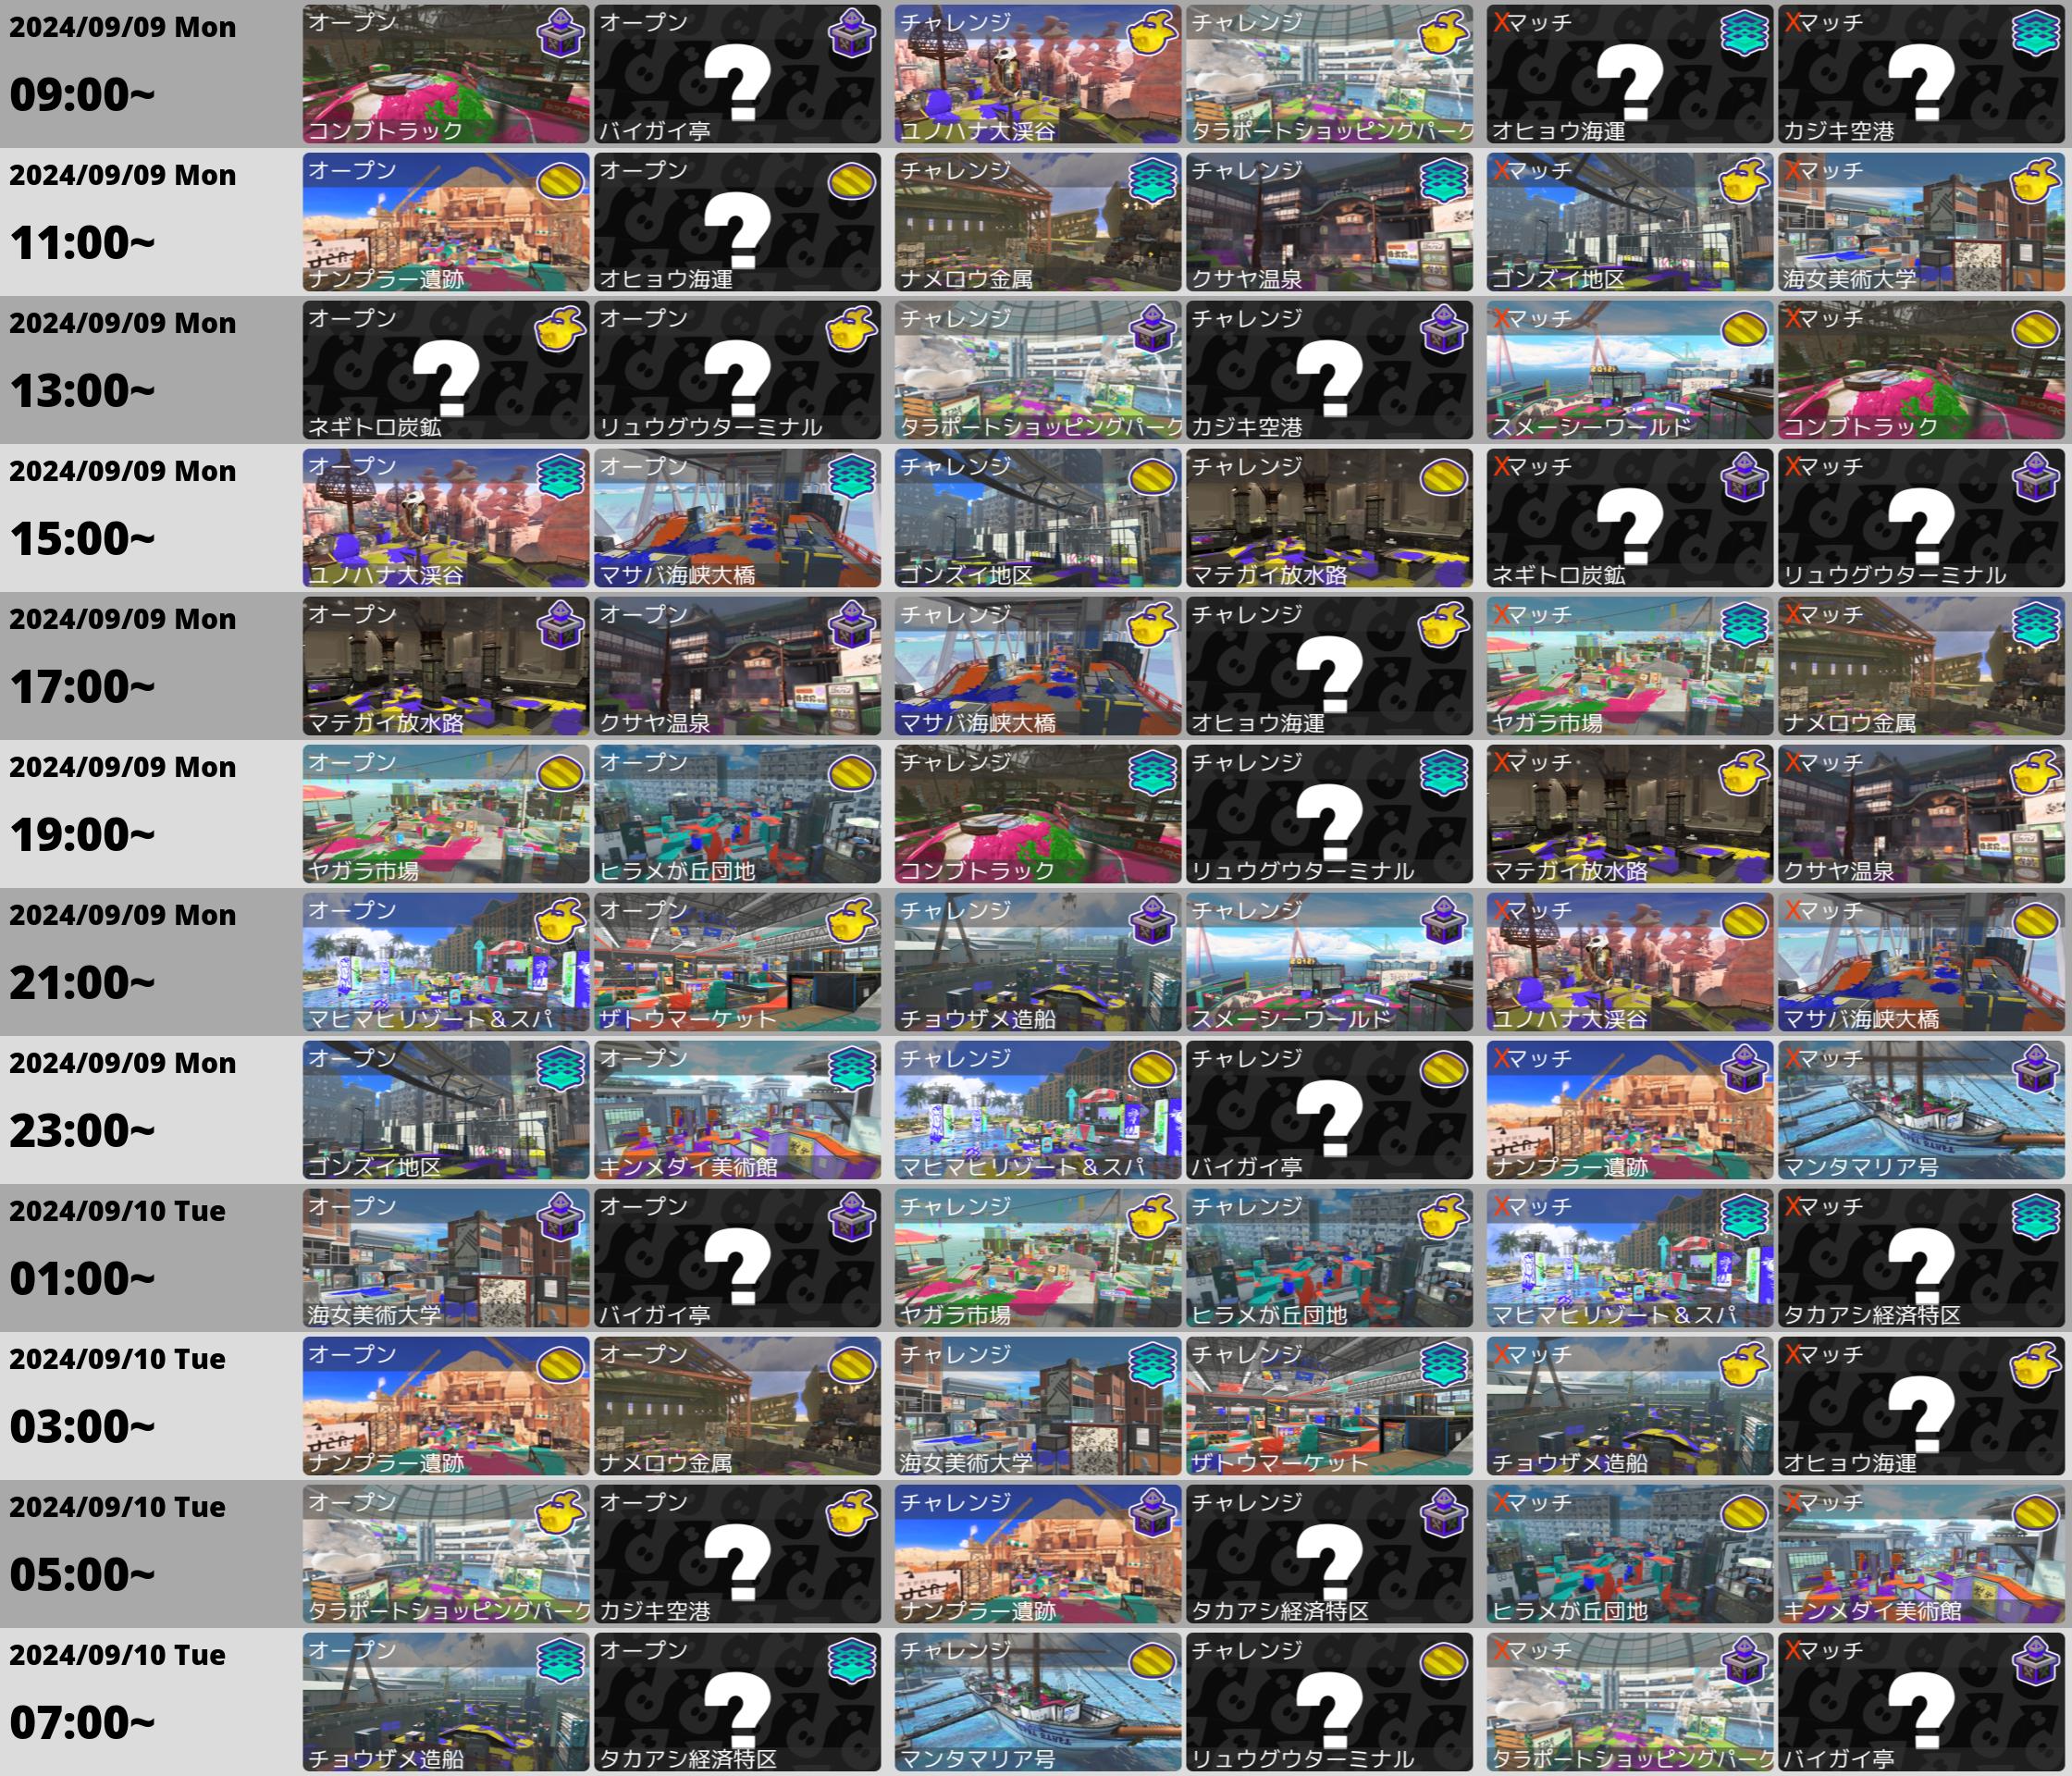 2024/09/09 Mon
09:00~
オープン
コンブトラック
オープン
バイガイ亭
チャレンジ
ユノハナ大渓谷
チャレンジ
タラポートショッピングパーク
Xマッチ
オヒョウ海運
Xマッチ
カジキ空港
2024/09/09 Mon
11:00~
オープン
ナンプラー遺跡
オープン
オヒョウ海運
チャレンジ
ナメロウ金属
チャレンジ
クサヤ温泉
Xマッチ
ゴンズイ地区
Xマッチ
海女美術大学
2024/09/09 Mon
13:00~
オープン
ネギトロ炭鉱
オープン
リュウグウターミナル
チャレンジ
タラポートショッピングパーク
チャレンジ
カジキ空港
Xマッチ
スメーシーワールド
Xマッチ
コンブトラック
2024/09/09 Mon
15:00~
オープン
ユノハナ大渓谷
オープン
マサバ海峡大橋
チャレンジ
ゴンズイ地区
チャレンジ
マテガイ放水路
Xマッチ
ネギトロ炭鉱
Xマッチ
リュウグウターミナル
2024/09/09 Mon
17:00~
オープン
マテガイ放水路
オープン
クサヤ温泉
チャレンジ
マサバ海峡大橋
チャレンジ
オヒョウ海運
Xマッチ
ヤガラ市場
Xマッチ
ナメロウ金属
2024/09/09 Mon
19:00~
オープン
ヤガラ市場
オープン
ヒラメが丘団地
チャレンジ
コンブトラック
チャレンジ
リュウグウターミナル
Xマッチ
マテガイ放水路
Xマッチ
クサヤ温泉
2024/09/09 Mon
21:00~
オープン
マヒマヒリゾート＆スパ
オープン
ザトウマーケット
チャレンジ
チョウザメ造船
チャレンジ
スメーシーワールド
Xマッチ
ユノハナ大渓谷
Xマッチ
マサバ海峡大橋
2024/09/09 Mon
23:00~
オープン
ゴンズイ地区
オープン
キンメダイ美術館
チャレンジ
マヒマヒリゾート＆スパ
チャレンジ
バイガイ亭
Xマッチ
ナンプラー遺跡
Xマッチ
マンタマリア号
2024/09/10 Tue
01:00~
オープン
海女美術大学
オープン
バイガイ亭
チャレンジ
ヤガラ市場
チャレンジ
ヒラメが丘団地
Xマッチ
マヒマヒリゾート＆スパ
Xマッチ
タカアシ経済特区
2024/09/10 Tue
03:00~
オープン
ナンプラー遺跡
オープン
ナメロウ金属
チャレンジ
海女美術大学
チャレンジ
ザトウマーケット
Xマッチ
チョウザメ造船
Xマッチ
オヒョウ海運
2024/09/10 Tue
05:00~
オープン
タラポートショッピングパーク
オープン
カジキ空港
チャレンジ
ナンプラー遺跡
チャレンジ
タカアシ経済特区
Xマッチ
ヒラメが丘団地
Xマッチ
キンメダイ美術館
2024/09/10 Tue
07:00~
オープン
チョウザメ造船
オープン
タカアシ経済特区
チャレンジ
マンタマリア号
チャレンジ
リュウグウターミナル
Xマッチ
タラポートショッピングパーク
Xマッチ
バイガイ亭